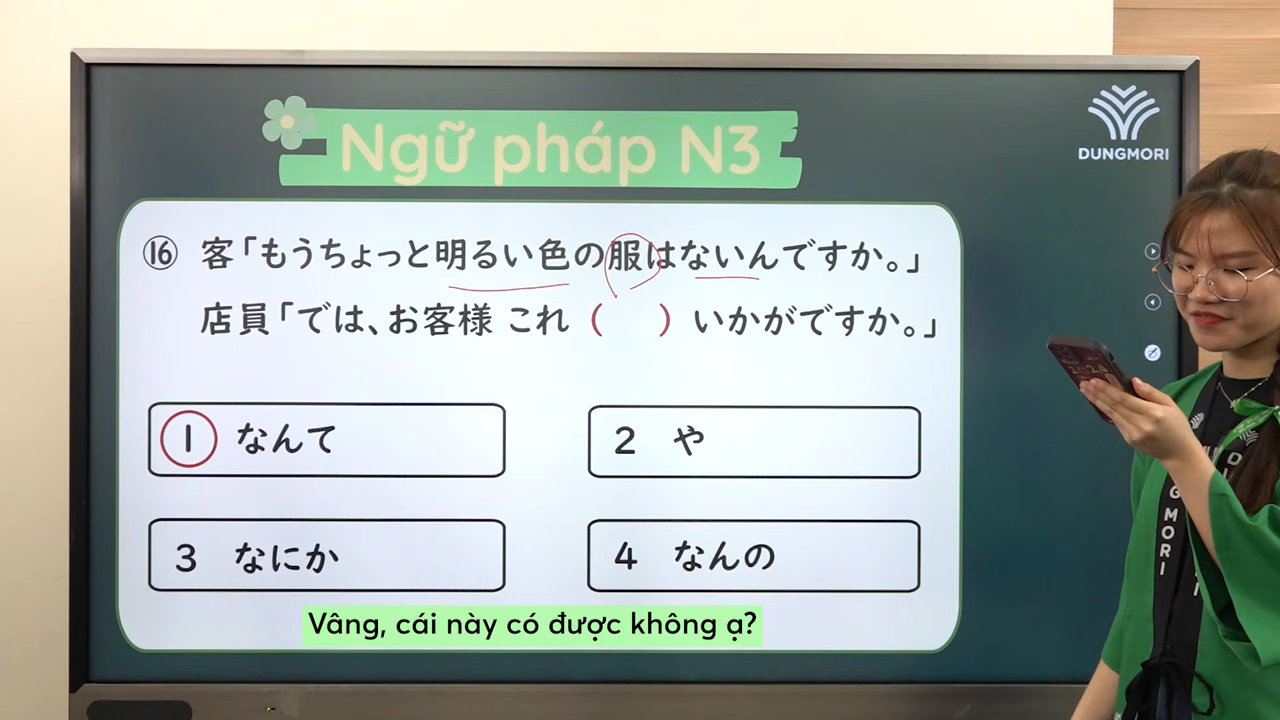 Ngữ pháp N3
DUNGMORI
⑯ 客「もうちょっと明るい色の服はないんですか。」
店員「では、お客様 これ ( ) いかがですか。」
1 なんて
2 や
3 なにか
4 なんの
Vâng, cái này có được không ạ?
MORI